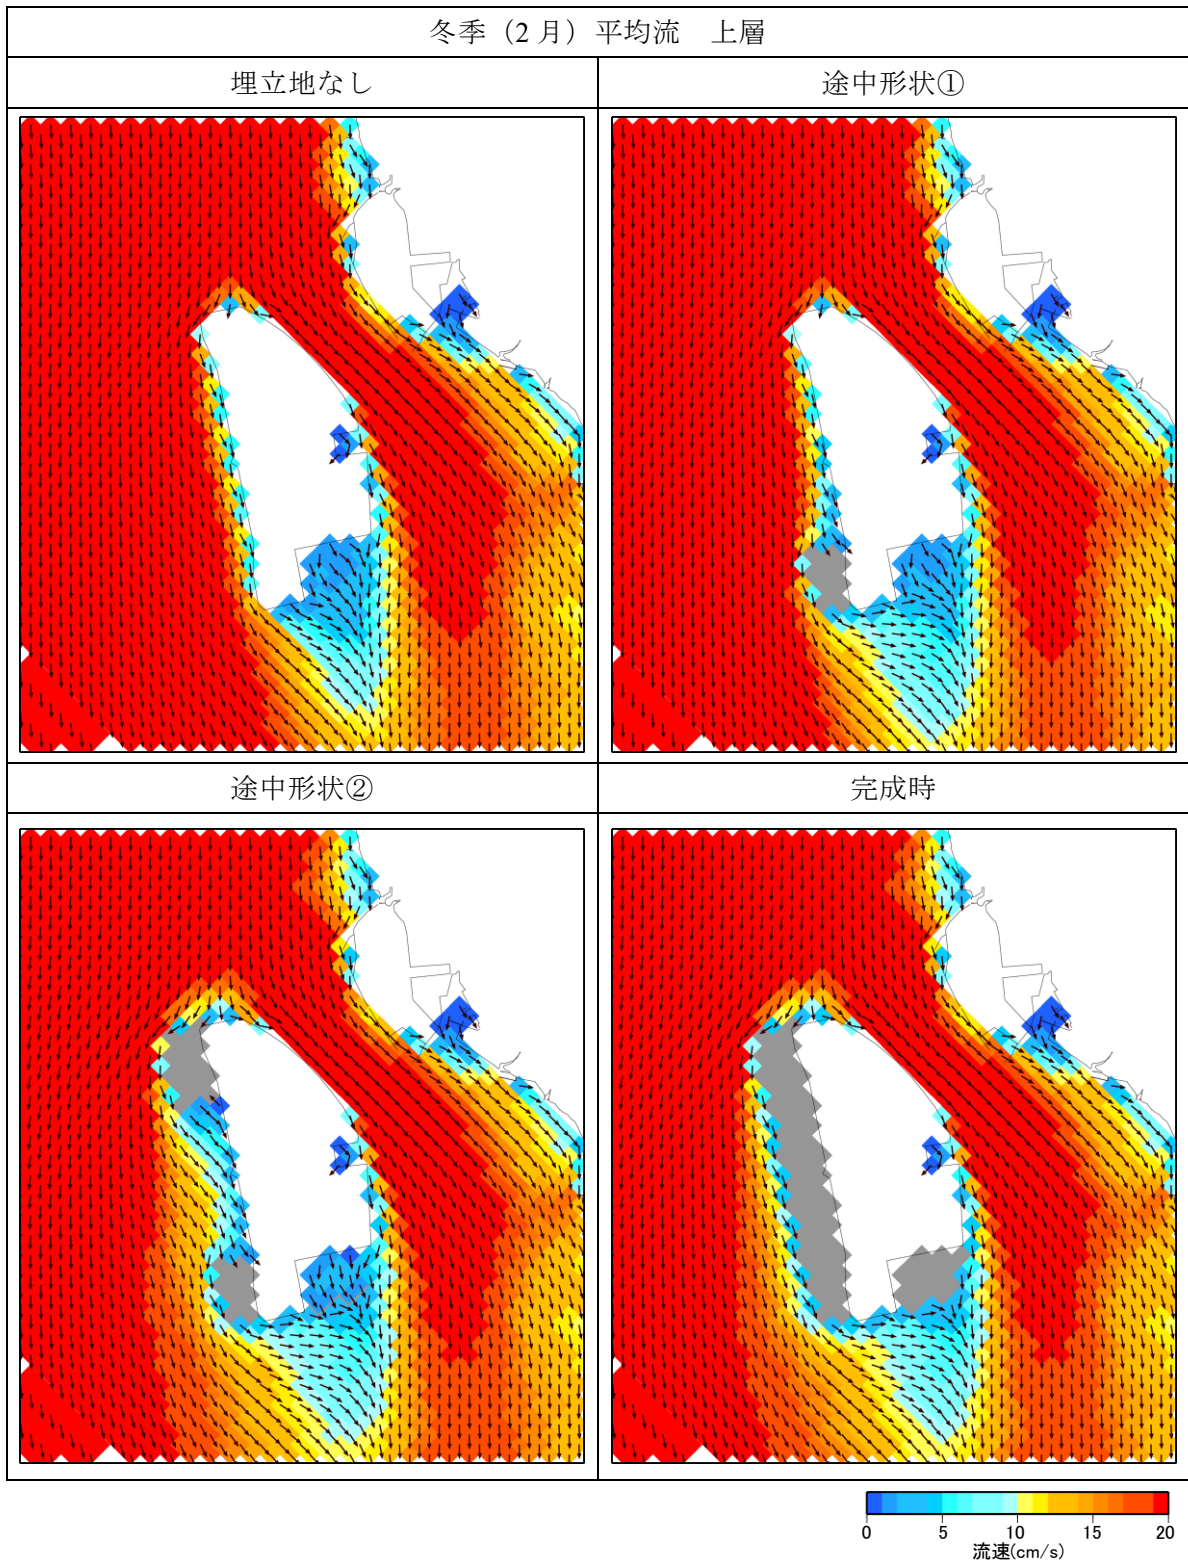 冬季（2月）平均流　上層
埋立地なし
途中形状①
途中形状②
完成時
0 5 10 15 20
流速(cm/s)